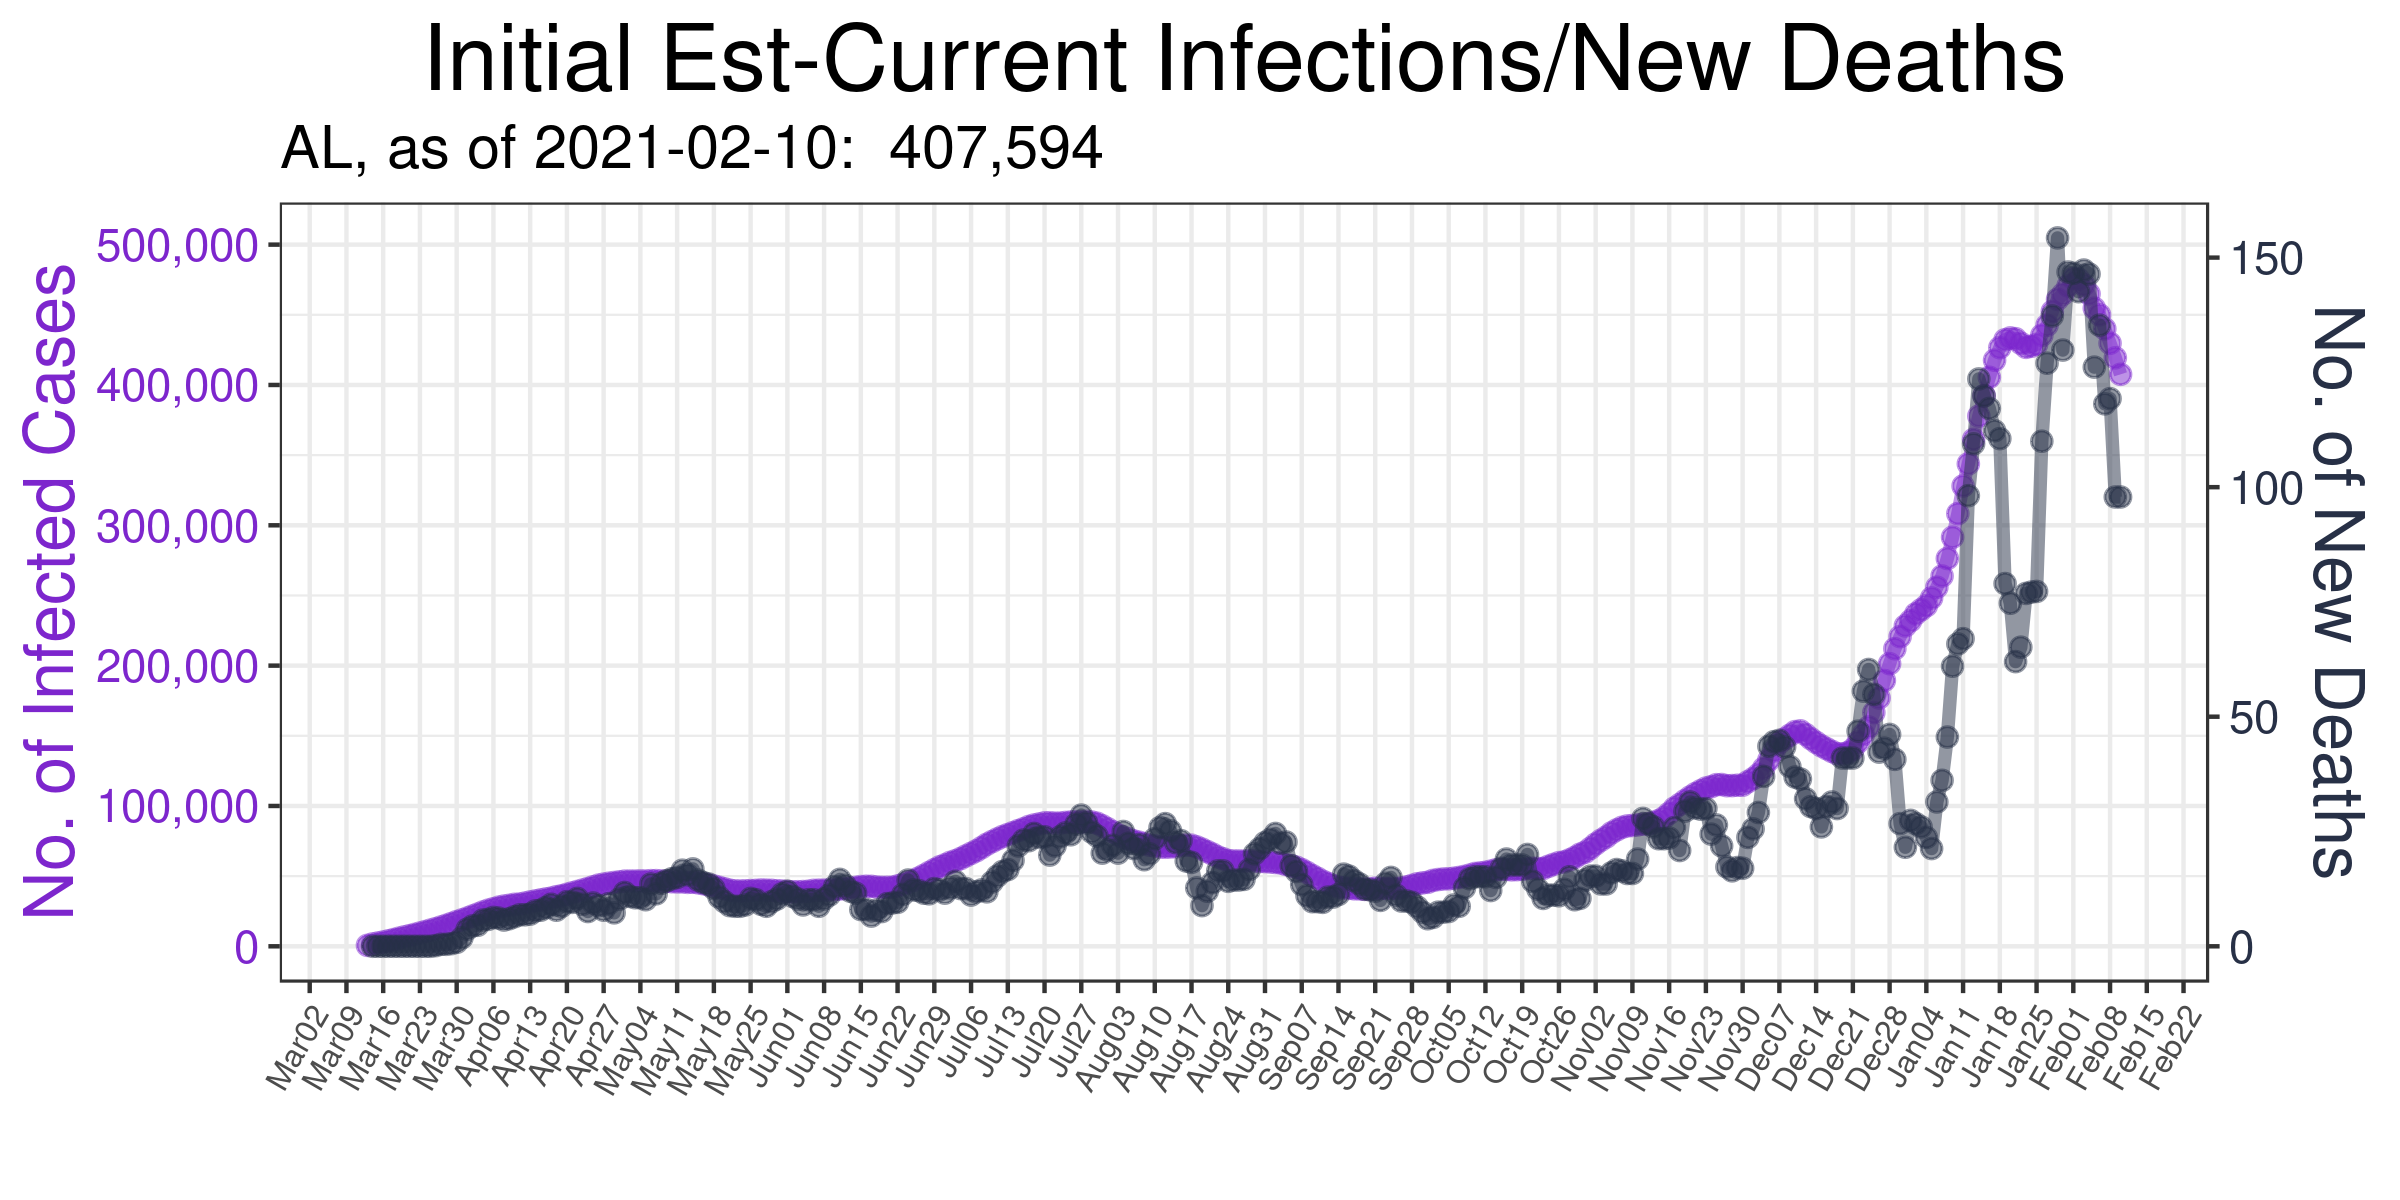 Initial Est-Current Infections/New Deaths
AL, as of 2021-02-10:  407,594
No. of Infected Cases
500,000
400,000
300,000
200,000
100,000
0
150
100
50
0
No. of New Deaths
Mar02
Mar09
Mar16
Mar23
Mar30
Apr06
Apr13
Apr20
Apr27
May04
May11
May18
May25
Jun01
Jun08
Jun15
Jun22
Jun29
Jul06
Jul13
Jul20
Jul27
Aug03
Aug10
Aug17
Aug24
Aug31
Sep07
Sep14
Sep21
Sep28
Oct05
Oct12
Oct19
Oct26
Nov02
Nov09
Nov16
Nov23
Nov30
Dec07
Dec14
Dec21
Dec28
Jan04
Jan11
Jan18
Jan25
Feb01
Feb08
Feb15
Feb22